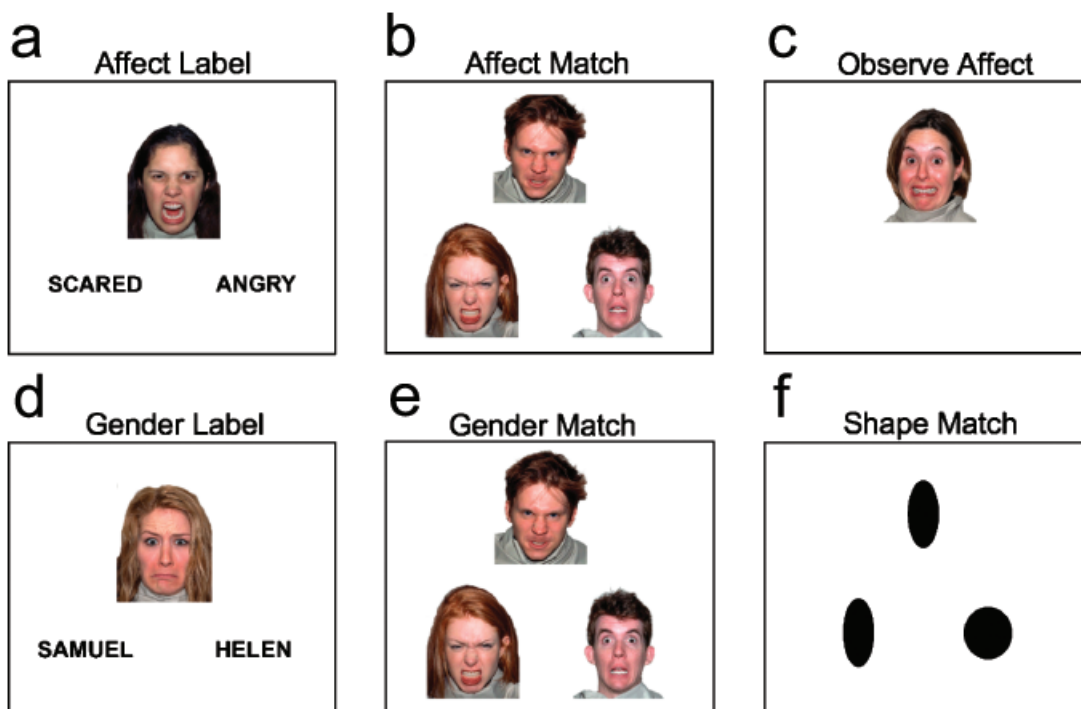 a
Affect Label
SCARED ANGRY
b
Affect Match
c
Observe Affect
d
Gender Label
SAMUEL HELEN
e
Gender Match
f
Shape Match